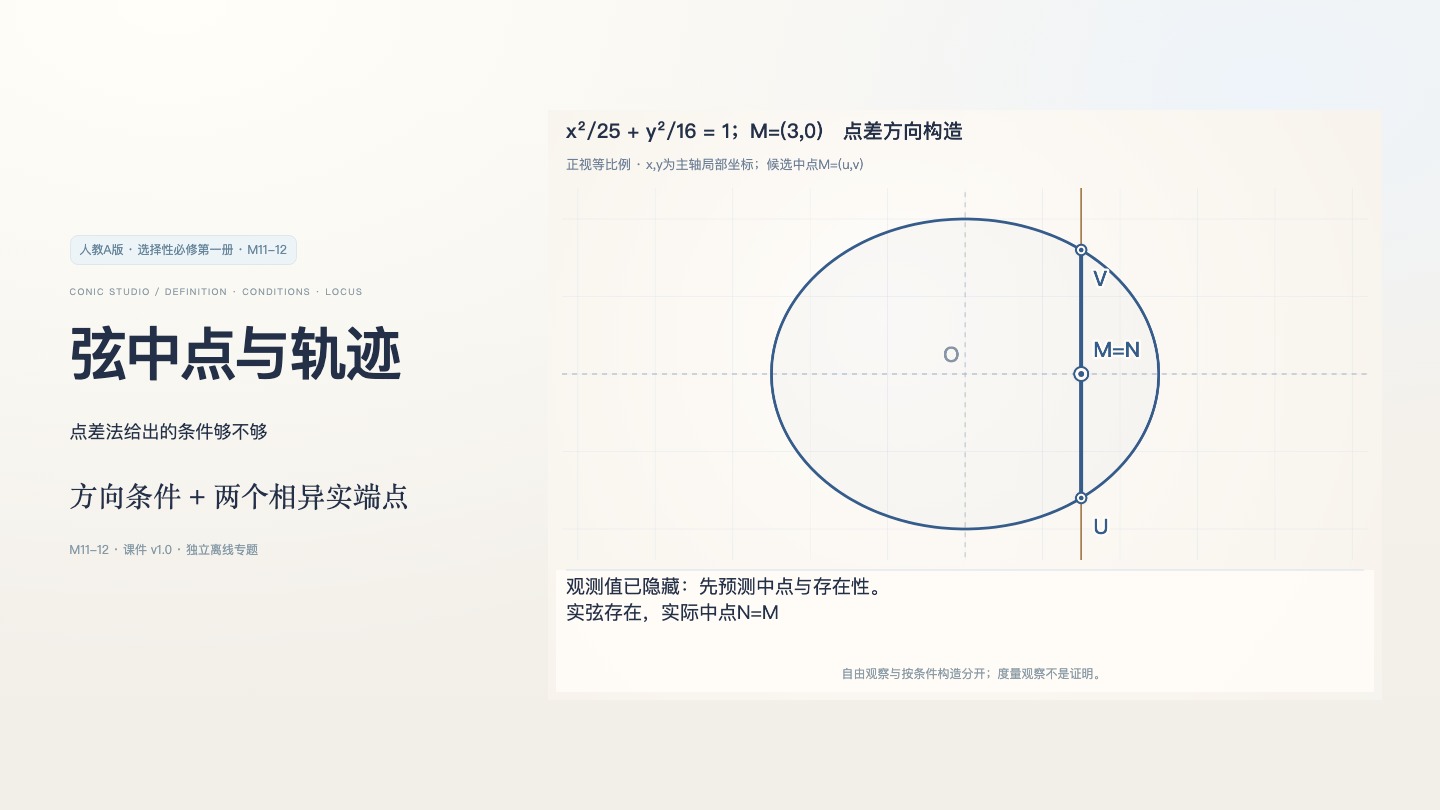 人教A版 · 选择性必修第一册 · M11–12
CONIC STUDIO / DEFINITION · CONDITIONS · LOCUS
弦中点与轨迹
点差法给出的条件够不够
方向条件 + 两个相异实端点
M11–12 · 课件 v1.0 · 独立离线专题
x²/25 + y²/16 = 1；M=(3,0)　点差方向构造
正视等比例 · x,y为主轴局部坐标；候选中点M=(u,v)
V
M=N
O
U
观测值已隐藏：先预测中点与存在性。
实弦存在，实际中点N=M
自由观察与按条件构造分开；度量观察不是证明。